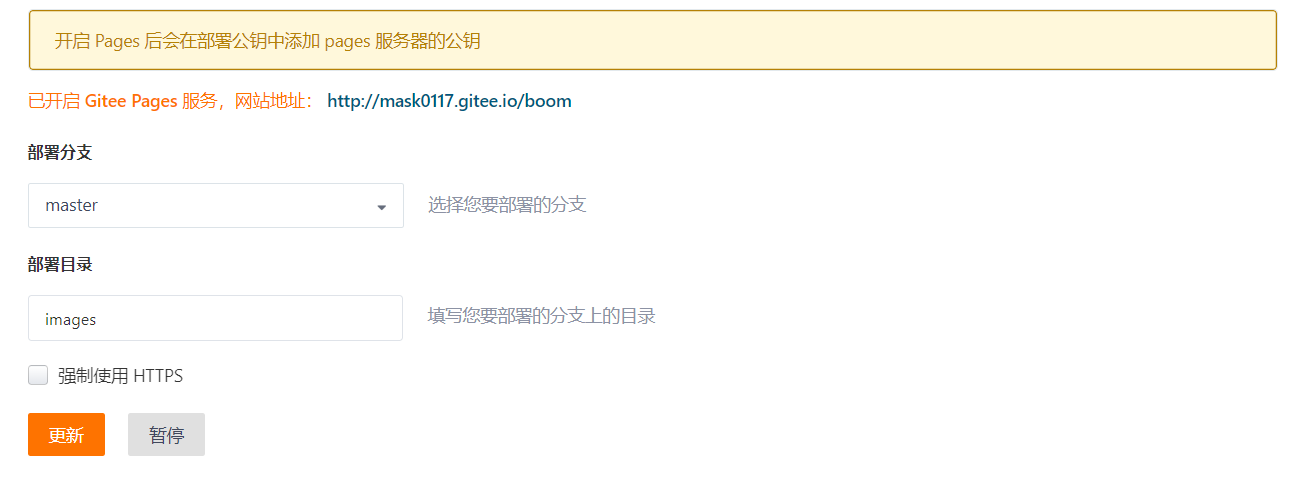 开启 Pages 后会在部署公钥中添加 pages 服务器的公钥
已开启 Gitee Pages 服务，网站地址： http://mask0117.gitee.io/boom
部署分支
master 选择您要部署的分支
部署目录
images 填写您要部署的分支上的目录
强制使用 HTTPS
更新 暂停